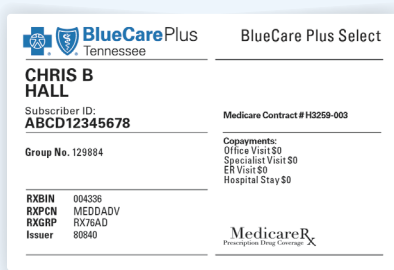 BlueCare Plus
Tennessee
BlueCare Plus Select
CHRIS B
HALL
Subscriber ID:
ABCD12345678
Group No. 129884
RXBIN 004336
RXPCN MEDDADV
RXGRP RX76AD
Issuer 80840
Medicare Contract # H3259-003
Copayments:
Office Visit $0
Specialist Visit $0
ER Visit $0
Hospital Stay $0
MedicareRx
Prescription Drug Coverage